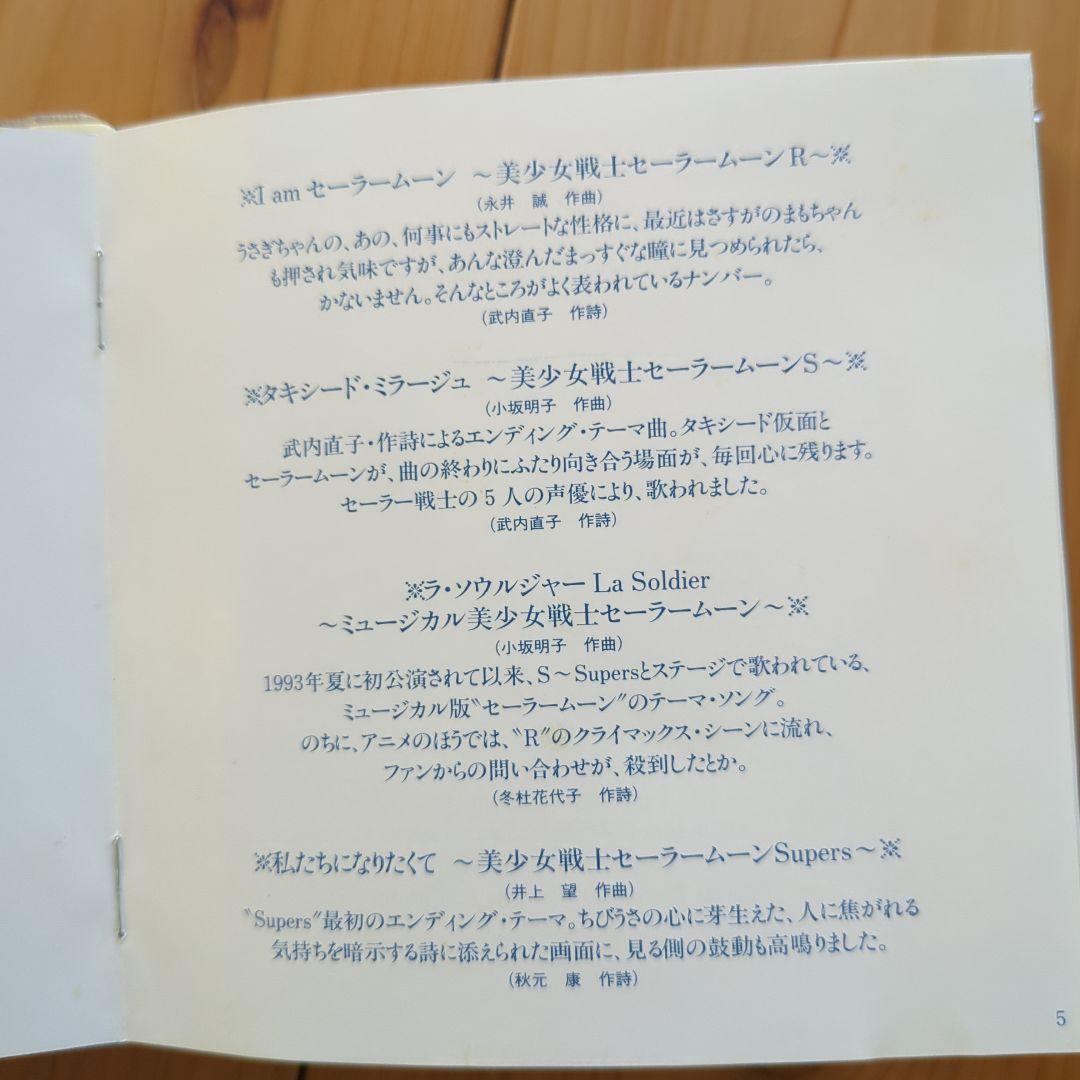 ※I am セーラームーン ～美少女戦士セーラームーンR～※
(永井 誠 作曲)
うさぎちゃんの、あの、何事にもストレートな性格に、最近はさすがのまもちゃん
も押され気味ですが、あんな澄んだまっすぐな瞳に見つめられたら、
かないません。そんなところがよく表われているナンバー。
(武内直子 作詩)
※タキシード・ミラージュ ～美少女戦士セーラームーンS～※
(小坂明子 作曲)
武内直子・作詩によるエンディング・テーマ曲。タキシード仮面と
セーラームーンが、曲の終わりにふたり向き合う場面が、毎回心に残ります。
セーラー戦士の5人の声優により、歌われました。
(武内直子 作詩)
※ラ・ソウルジャー La Soldier
～ミュージカル美少女戦士セーラームーン～※
(小坂明子 作曲)
1993年夏に初公演されて以来、S～Supersとステージで歌われている、
ミュージカル版〝セーラームーン〟のテーマ・ソング。
のちに、アニメのほうでは、〝R〟のクライマックス・シーンに流れ、
ファンからの問い合わせが、殺到したとか。
(冬杜花代子 作詩)
※私たちになりたくて ～美少女戦士セーラームーンSupers～※
(井上 望 作曲)
〝Supers〟最初のエンディング・テーマ。ちびうさの心に芽生えた、人に焦がれる
気持ちを暗示する詩に添えられた画面に、見る側の鼓動も高鳴りました。
(秋元 康 作詩)
5